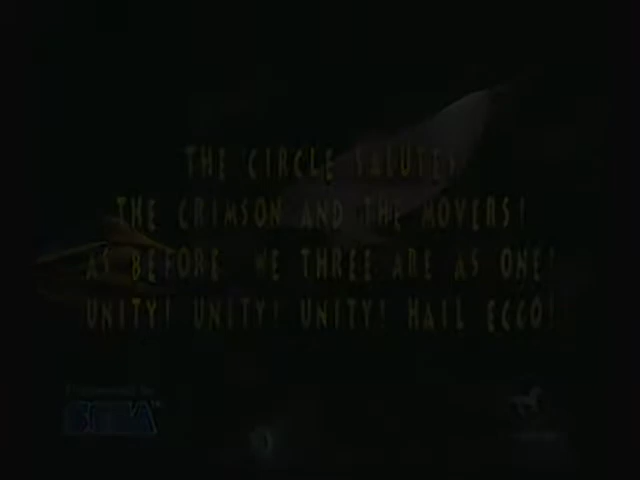 THE CIRCLE SALUTES
THE CRIMSON AND THE MOVERS!
AS BEFORE, WE THREE ARE AS ONE!
UNITY! UNITY! UNITY! HAIL ECCO!
SEGA™